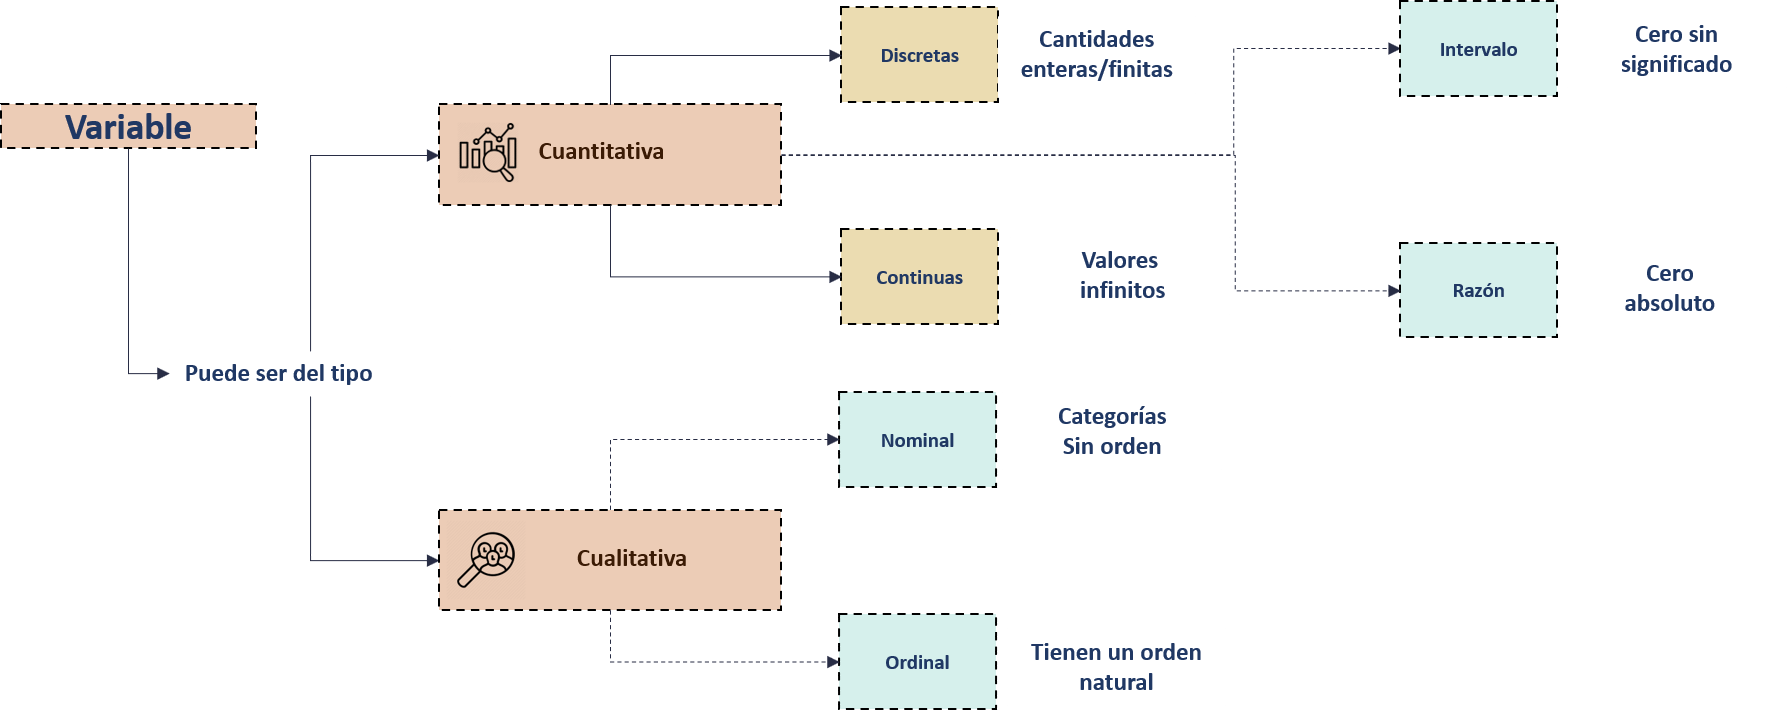 Variable
Puede ser del tipo
Cuantitativa
Discretas
Cantidades
enteras/finitas
Continuas
Valores
infinitos
Intervalo
Cero sin
significado
Razón
Cero
absoluto
Cualitativa
Nominal
Categorías
Sin orden
Ordinal
Tienen un orden
natural